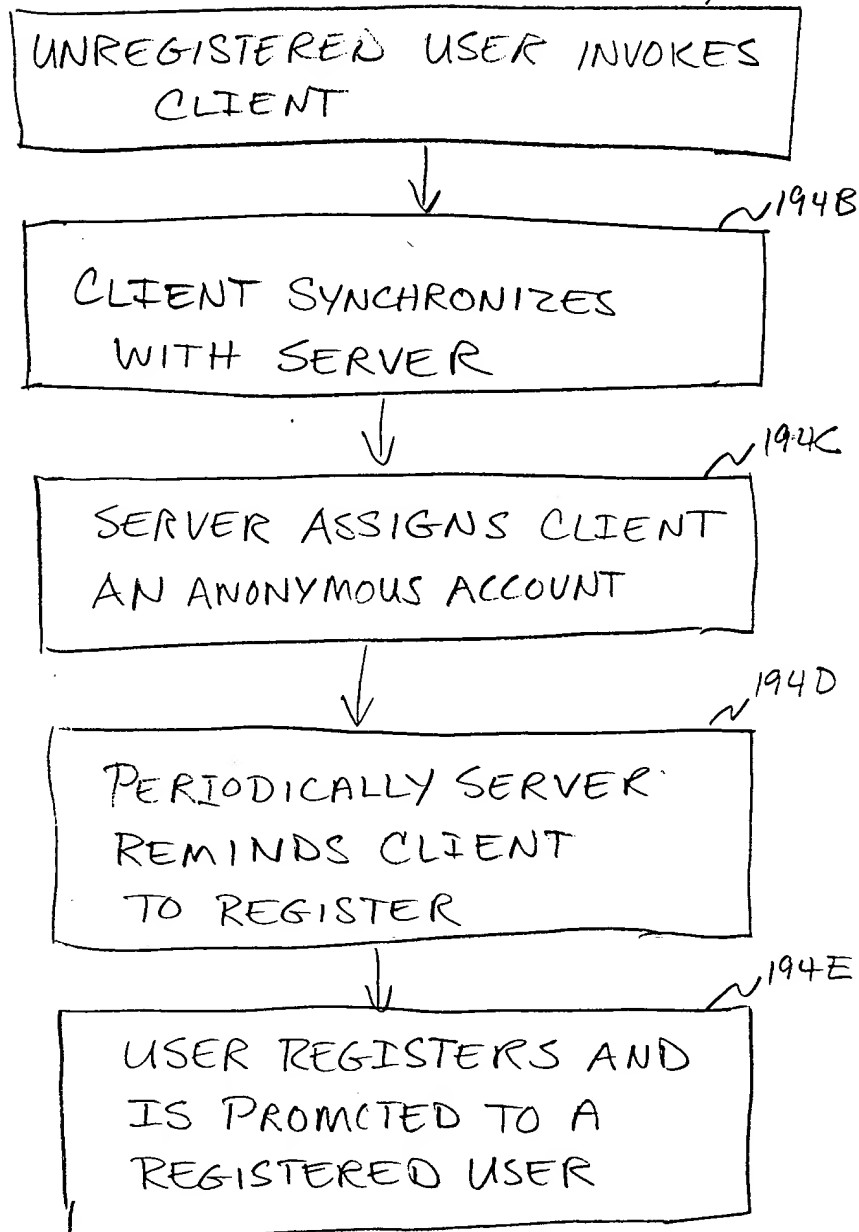 UNREGISTERED USER INVOKES
CLIENT
194B
CLIENT SYNCHRONIZES
WITH SERVER
194C
SERVER ASSIGNS CLIENT
AN ANONYMOUS ACCOUNT
194D
PERIODICALLY SERVER
REMINDS CLIENT
TO REGISTER
194E
USER REGISTERS AND
IS PROMOTED TO A
REGISTERED USER